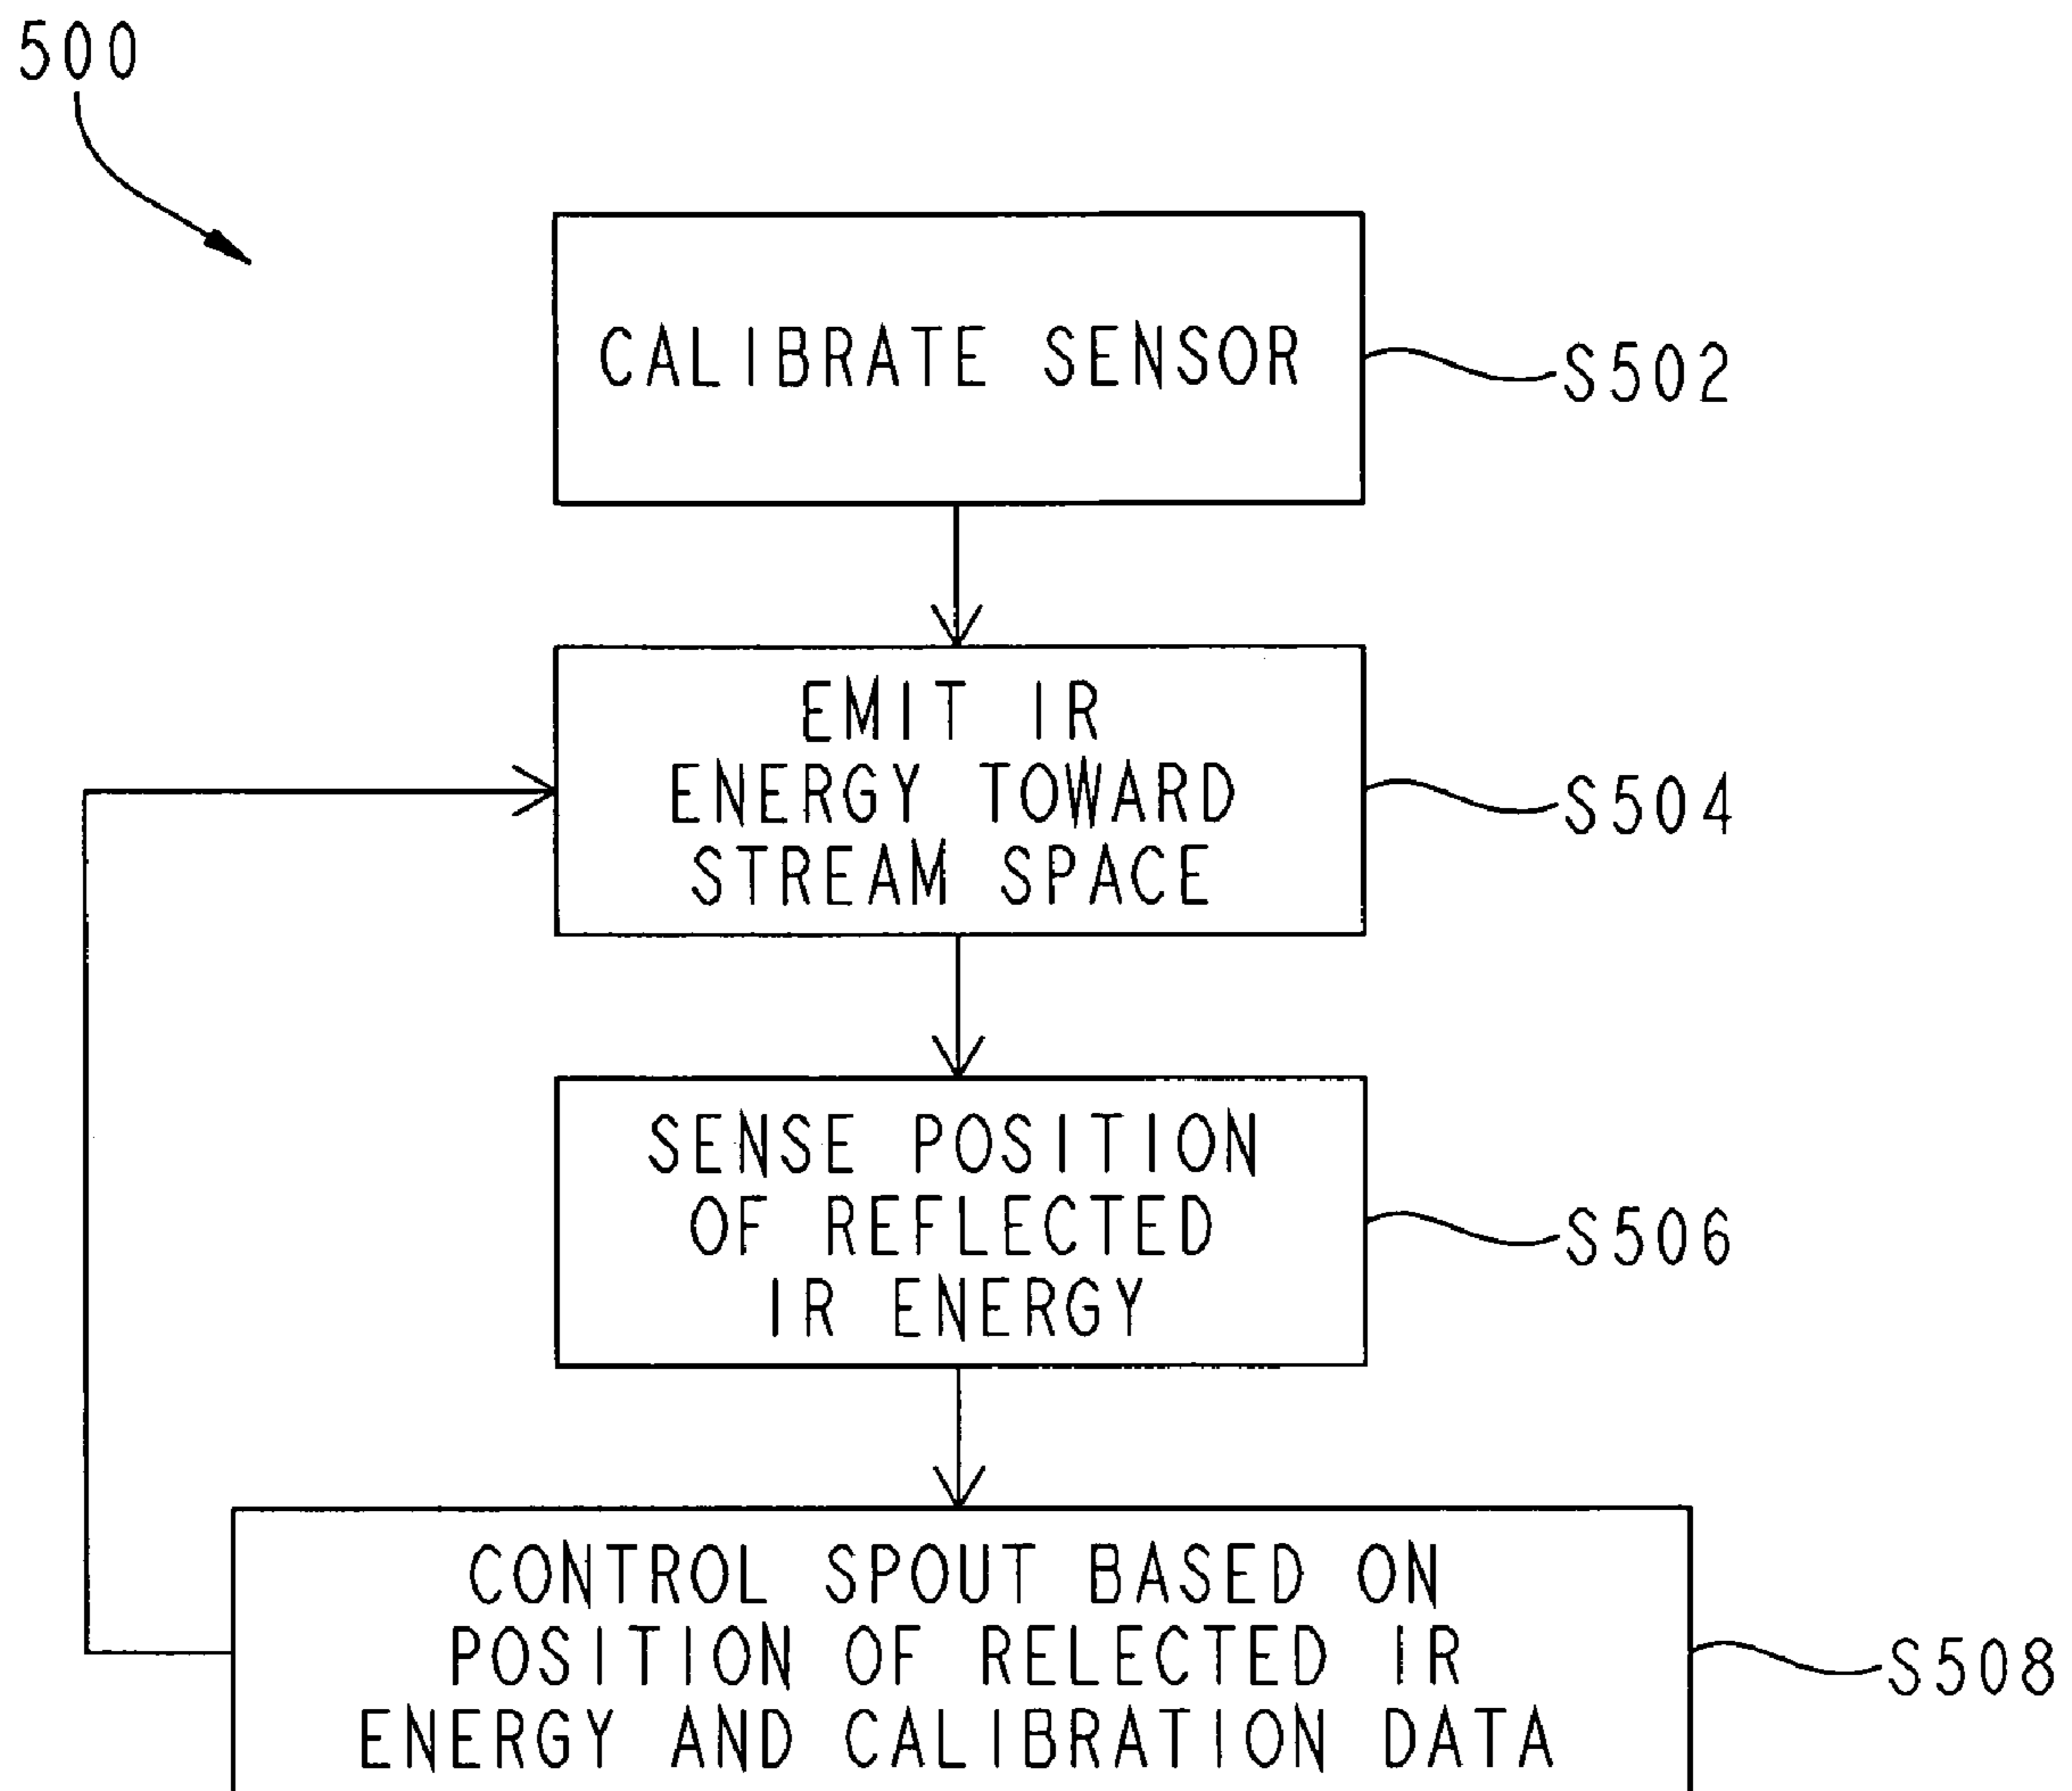 500
CALIBRATE SENSOR
S502
EMIT IR
ENERGY TOWARD
STREAM SPACE
S504
SENSE POSITION
OF REFLECTED
IR ENERGY
S506
CONTROL SPOUT BASED ON
POSITION OF RELECTED IR
ENERGY AND CALIBRATION DATA
S508